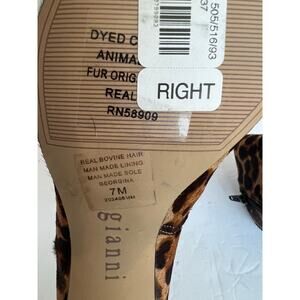 DYED C
ANIMA
FUR ORIG
REAL
RN58909
505/516/93
37
RIGHT
REAL BOVINE HAIR
MAN MADE LINING
MAN MADE SOLE
GEORGINA
7M
gianni